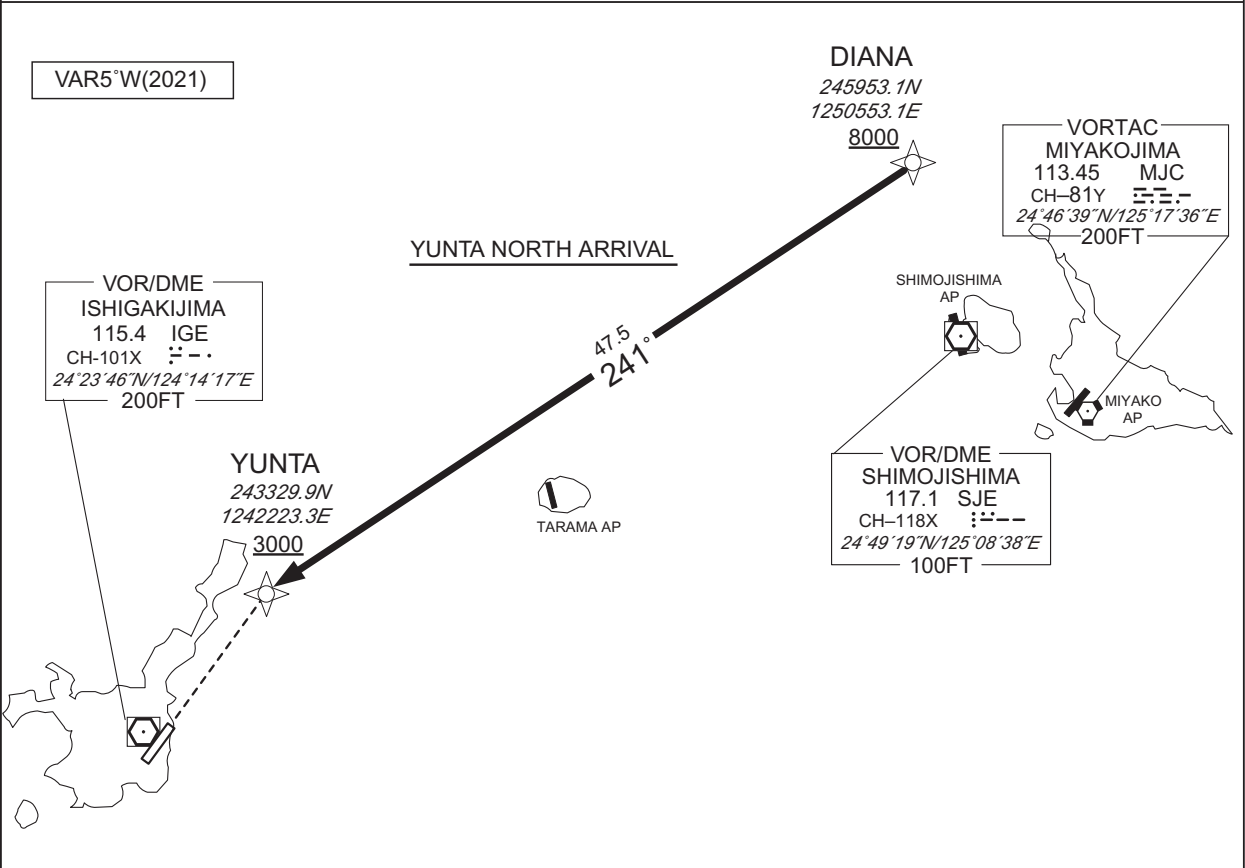 VAR5°W(2021)
DIANA
245953.1N
1250553.1E
8000
VORTAC
MIYAKOJIMA
113.45 MJC
CH–81Y
24°46´39˝N/125°17´36˝E
200FT
YUNTA NORTH ARRIVAL
VOR/DME
ISHIGAKIJIMA
115.4 IGE
CH-101X
24°23´46˝N/124°14´17˝E
200FT
SHIMOJISHIMA
AP
47.5
241°
MIYAKO
AP
YUNTA
243329.9N
1242223.3E
3000
TARAMA AP
VOR/DME
SHIMOJISHIMA
117.1 SJE
CH–118X
24°49´19˝N/125°08´38˝E
100FT